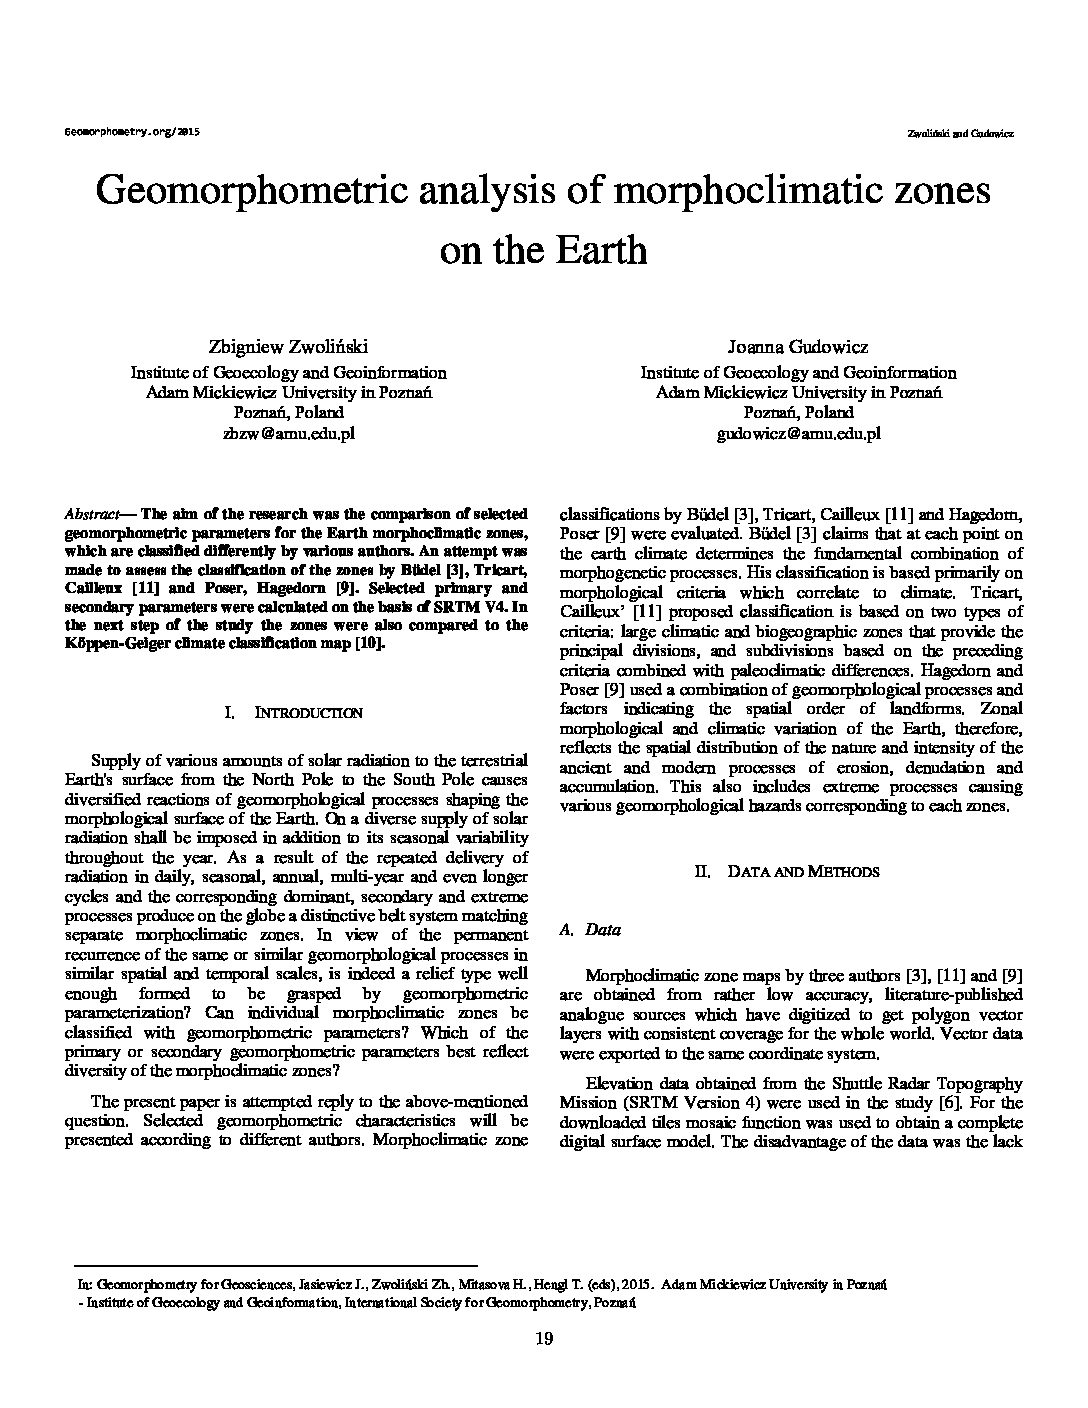 Geomorphometry.org/2015
Zwoliński and Gudowicz
Geomorphometric analysis of morphoclimatic zones
on the Earth
Zbigniew Zwoliński
Institute of Geoecology and Geoinformation
Adam Mickiewicz University in Poznań
Poznań, Poland
zbzw@amu.edu.pl
Joanna Gudowicz
Institute of Geoecology and Geoinformation
Adam Mickiewicz University in Poznań
Poznań, Poland
gudowicz@amu.edu.pl
Abstract— The aim of the research was the comparison of selected
geomorphometric parameters for the Earth morphoclimatic zones,
which are classified differently by various authors. An attempt was
made to assess the classification of the zones by Büdel [3], Tricart,
Cailleux [11] and Poser, Hagedorn [9]. Selected primary and
secondary parameters were calculated on the basis of SRTM V4. In
the next step of the study the zones were also compared to the
Köppen-Geiger climate classification map [10].
I. INTRODUCTION
Supply of various amounts of solar radiation to the terrestrial
Earth's surface from the North Pole to the South Pole causes
diversified reactions of geomorphological processes shaping the
morphological surface of the Earth. On a diverse supply of solar
radiation shall be imposed in addition to its seasonal variability
throughout the year. As a result of the repeated delivery of
radiation in daily, seasonal, annual, multi-year and even longer
cycles and the corresponding dominant, secondary and extreme
processes produce on the globe a distinctive belt system matching
separate morphoclimatic zones. In view of the permanent
recurrence of the same or similar geomorphological processes in
similar spatial and temporal scales, is indeed a relief type well
enough formed to be grasped by geomorphometric
parameterization? Can individual morphoclimatic zones be
classified with geomorphometric parameters? Which of the
primary or secondary geomorphometric parameters best reflect
diversity of the morphoclimatic zones?
The present paper is attempted reply to the above-mentioned
question. Selected geomorphometric characteristics will be
presented according to different authors. Morphoclimatic zone
classifications by Büdel [3], Tricart, Cailleux [11] and Hagedorn,
Poser [9] were evaluated. Büdel [3] claims that at each point on
the earth climate determines the fundamental combination of
morphogenetic processes. His classification is based primarily on
morphological criteria which correlate to climate. Tricart,
Cailleux' [11] proposed classification is based on two types of
criteria: large climatic and biogeographic zones that provide the
principal divisions, and subdivisions based on the preceding
criteria combined with paleoclimatic differences. Hagedorn and
Poser [9] used a combination of geomorphological processes and
factors indicating the spatial order of landforms. Zonal
morphological and climatic variation of the Earth, therefore,
reflects the spatial distribution of the nature and intensity of the
ancient and modern processes of erosion, denudation and
accumulation. This also includes extreme processes causing
various geomorphological hazards corresponding to each zones.
II. DATA AND METHODS
A. Data
Morphoclimatic zone maps by three authors [3], [11] and [9]
are obtained from rather low accuracy, literature-published
analogue sources which have digitized to get polygon vector
layers with consistent coverage for the whole world. Vector data
were exported to the same coordinate system.
Elevation data obtained from the Shuttle Radar Topography
Mission (SRTM Version 4) were used in the study [6]. For the
downloaded tiles mosaic function was used to obtain a complete
digital surface model. The disadvantage of the data was the lack
In: Geomorphometry for Geosciences, Jasiewicz J., Zwoliński Zb., Mitasova H., Hengl T. (eds), 2015. Adam Mickiewicz University in Poznań
- Institute of Geoecology and Geoinformation, International Society for Geomorphometry, Poznań
19